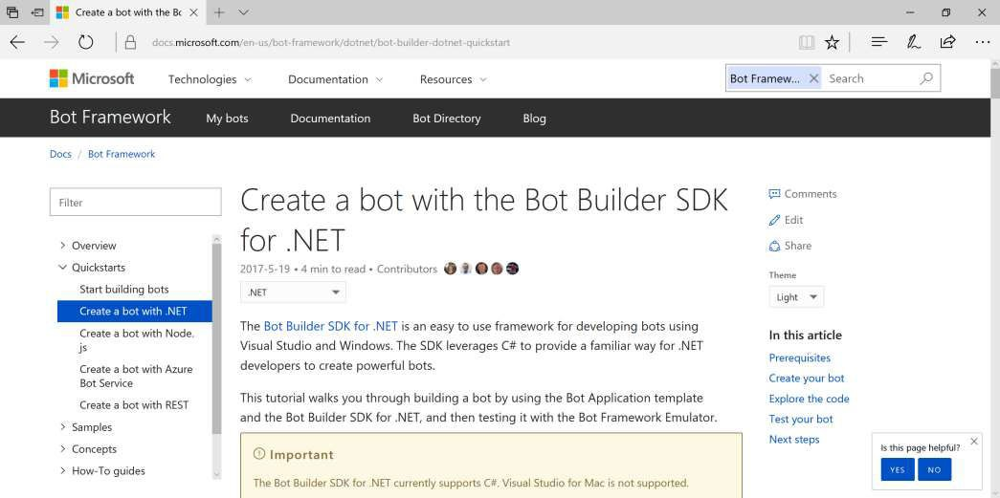 Create a bot with the Bc
docs.microsoft.com/en-us/bot-framework/dotnet/bot-builder-dotnet-quickstart
Microsoft Technologies Documentation Resources Bot Framew... Search
Bot Framework My bots Documentation Bot Directory Blog
Docs / Bot Framework
Filter
Overview
Quickstarts
Start building bots
Create a bot with .NET
Create a bot with Node.
js
Create a bot with Azure
Bot Service
Create a bot with REST
Samples
Concepts
How-To guides
Create a bot with the Bot Builder SDK
for .NET
2017-5-19 • 4 min to read • Contributors
.NET
The Bot Builder SDK for .NET is an easy to use framework for developing bots using
Visual Studio and Windows. The SDK leverages C# to provide a familiar way for .NET
developers to create powerful bots.
This tutorial walks you through building a bot by using the Bot Application template
and the Bot Builder SDK for .NET, and then testing it with the Bot Framework Emulator.
Important
The Bot Builder SDK for .NET currently supports C#. Visual Studio for Mac is not supported.
Comments
Edit
Share
Theme
Light
In this article
Prerequisites
Create your bot
Explore the code
Test your bot
Next steps
Is this page helpful?
YES NO